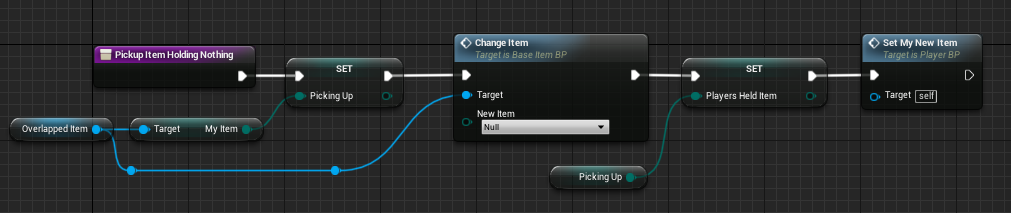 Pickup Item Holding Nothing
SET
Picking Up
Overlapped Item
Target My Item
Change Item
Target is Base Item BP
Target
New Item
Null
SET
Players Held Item
Picking Up
Set My New Item
Target is Player BP
Target self